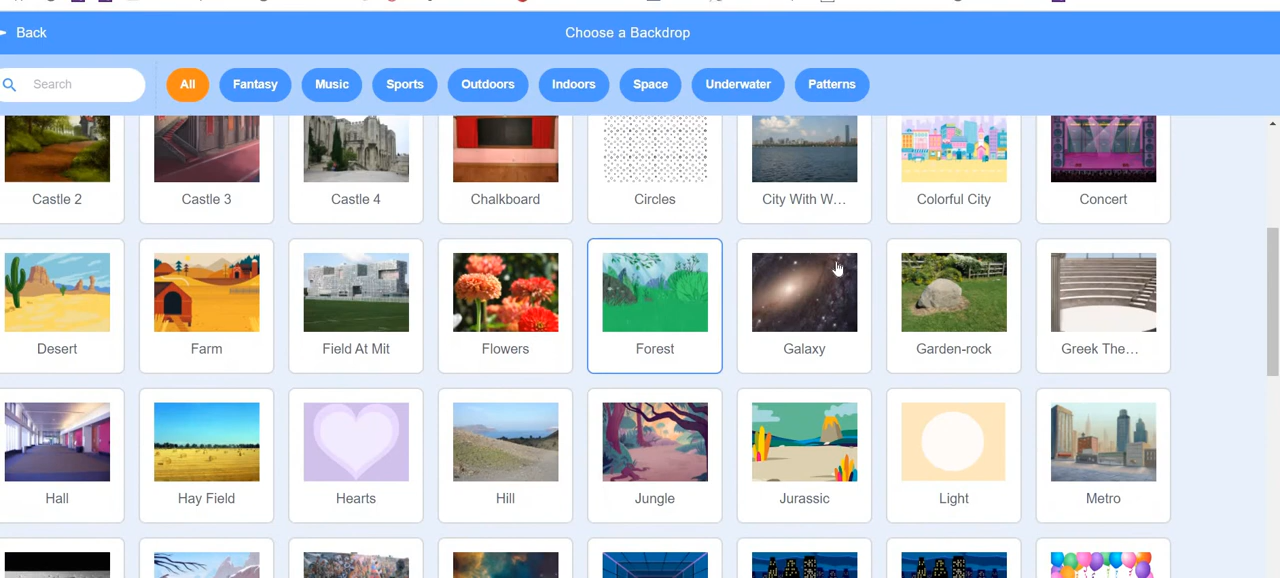 Back
Choose a Backdrop
Search
All
Fantasy
Music
Sports
Outdoors
Indoors
Space
Underwater
Patterns
Castle 2
Castle 3
Castle 4
Chalkboard
Circles
City With W...
Colorful City
Concert
Desert
Farm
Field At Mit
Flowers
Forest
Galaxy
Garden-rock
Greek The...
Hall
Hay Field
Hearts
Hill
Jungle
Jurassic
Light
Metro